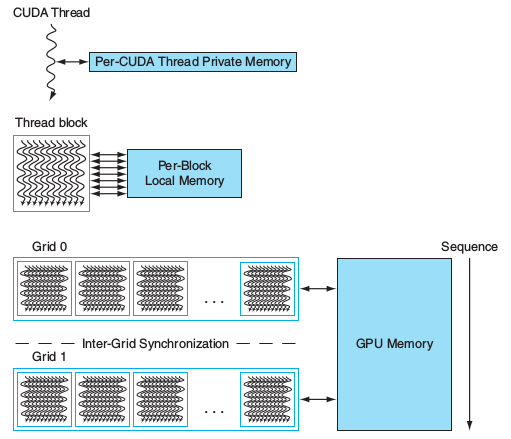 CUDA Thread
Per-CUDA Thread Private Memory
Thread block
Per-Block
Local Memory
Grid 0
Sequence
. . .
Inter-Grid Synchronization
GPU Memory
Grid 1
. . .